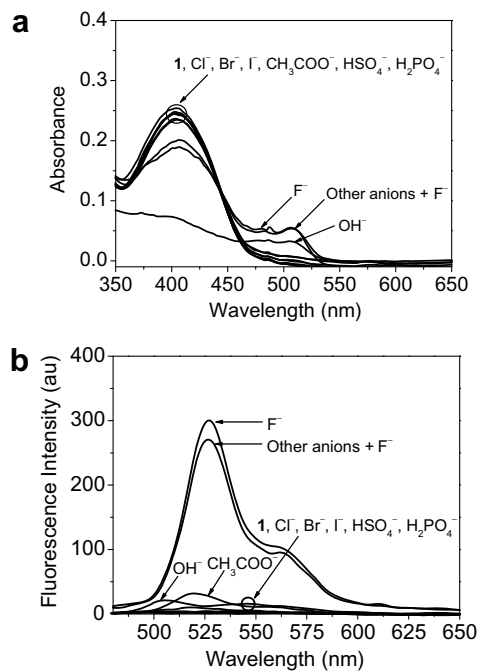 a
1, Cl⁻, Br⁻, I⁻, CH₃COO⁻, HSO₄⁻, H₂PO₄⁻
F⁻
Other anions + F⁻
OH⁻
Absorbance
0.4
0.3
0.2
0.1
0.0
350 400 450 500 550 600 650
Wavelength (nm)
b
F⁻
Other anions + F⁻
1, Cl⁻, Br⁻, I⁻, HSO₄⁻, H₂PO₄⁻
OH⁻ CH₃COO⁻
Fluorescence Intensity (au)
400
300
200
100
0
500 525 550 575 600 625 650
Wavelength (nm)